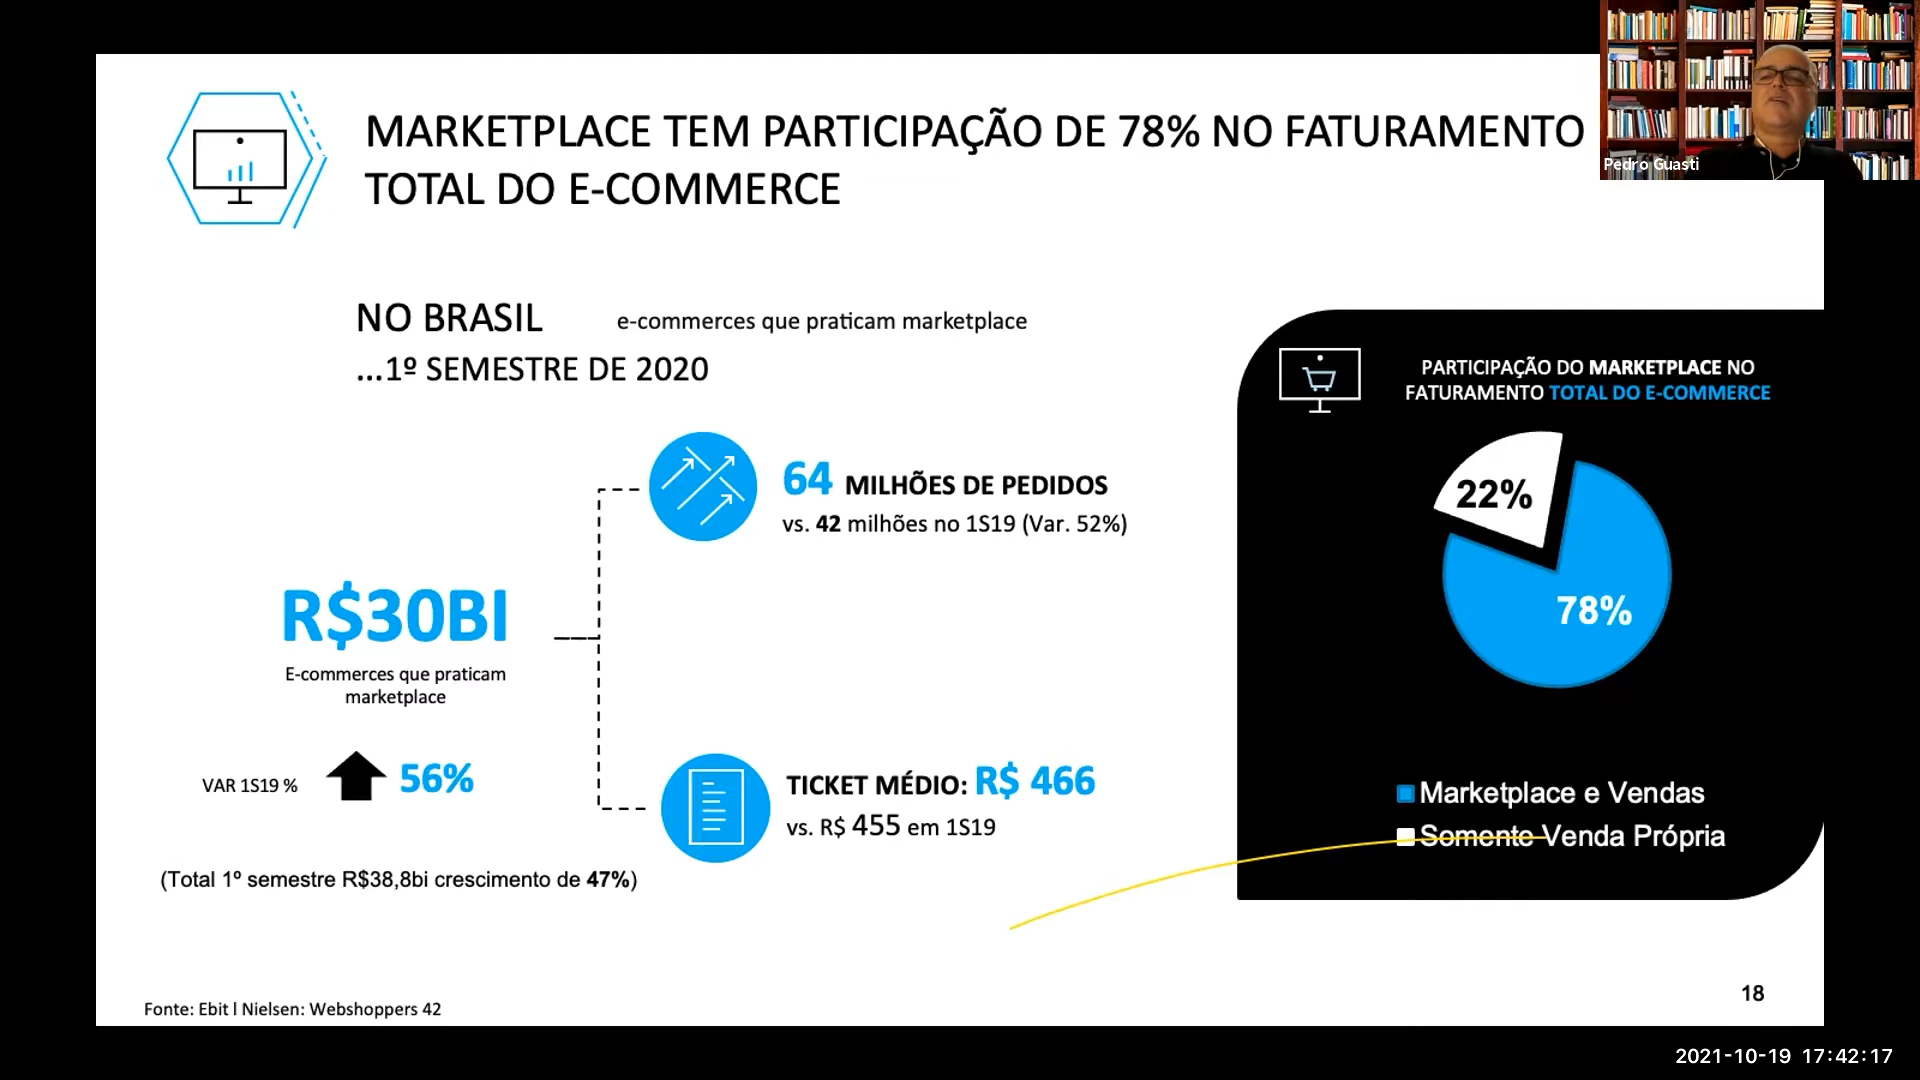 MARKETPLACE TEM PARTICIPAÇÃO DE 78% NO FATURAMENTO
TOTAL DO E-COMMERCE
Pedro Guasti
NO BRASIL e-commerces que praticam marketplace
...1º SEMESTRE DE 2020
64 MILHÕES DE PEDIDOS
vs. 42 milhões no 1S19 (Var. 52%)
R$30BI
E-commerces que praticam
marketplace
VAR 1S19 % 56%
TICKET MÉDIO: R$ 466
vs. R$ 455 em 1S19
(Total 1º semestre R$38,8bi crescimento de 47%)
PARTICIPAÇÃO DO MARKETPLACE NO
FATURAMENTO TOTAL DO E-COMMERCE
22%
78%
Marketplace e Vendas
Somente Venda Própria
Fonte: Ebit l Nielsen: Webshoppers 42
18
2021-10-19 17:42:17